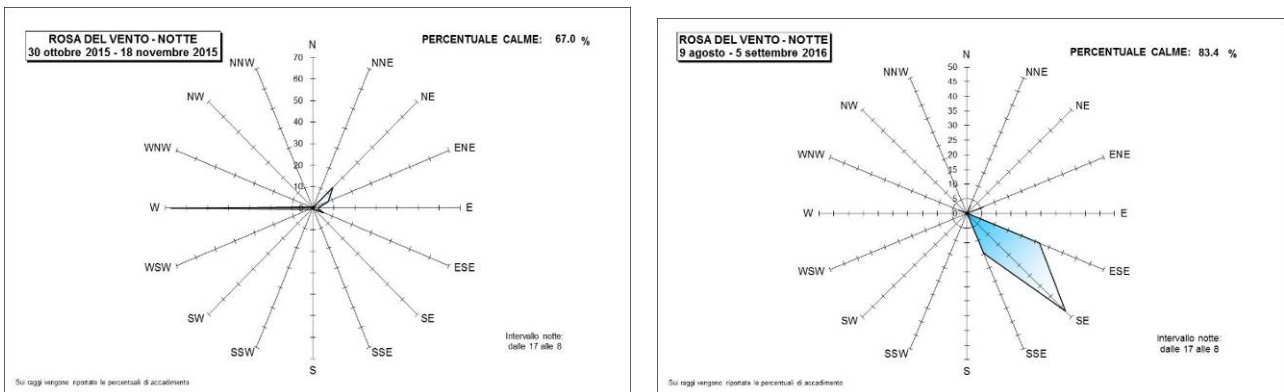 ROSA DEL VENTO - NOTTE
30 ottobre 2015 - 18 novembre 2015
PERCENTUALE CALME: 67.0 %
N
NNE
NE
ENE
E
ESE
SE
SSE
S
SSW
SW
WSW
W
WNW
NW
NNW
70
60
50
40
30
20
10
0
Intervallo notte:
dalle 17 alle 8
Sui raggi vengono riportate le percentuali di accadimento
ROSA DEL VENTO - NOTTE
9 agosto - 5 settembre 2016
PERCENTUALE CALME: 83.4 %
N
NNE
NE
ENE
E
ESE
SE
SSE
S
SSW
SW
WSW
W
WNW
NW
NNW
50
45
40
35
30
25
20
15
10
5
0
Intervallo notte:
dalle 17 alle 8
Sui raggi vengono riportate le percentuali di accadimento